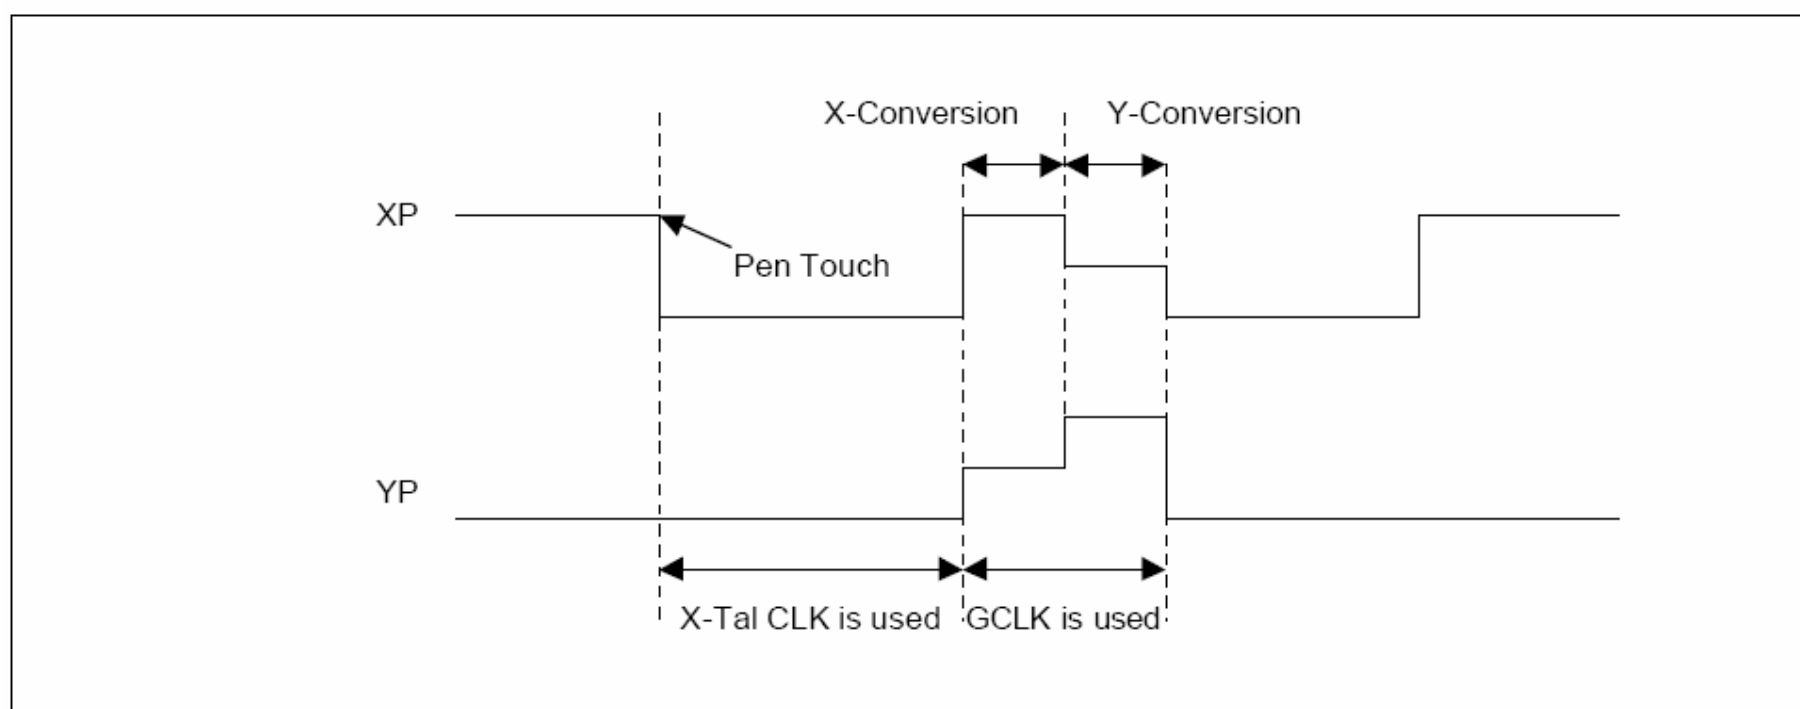 X-Conversion
Y-Conversion
XP
Pen Touch
YP
X-Tal CLK is used
GCLK is used